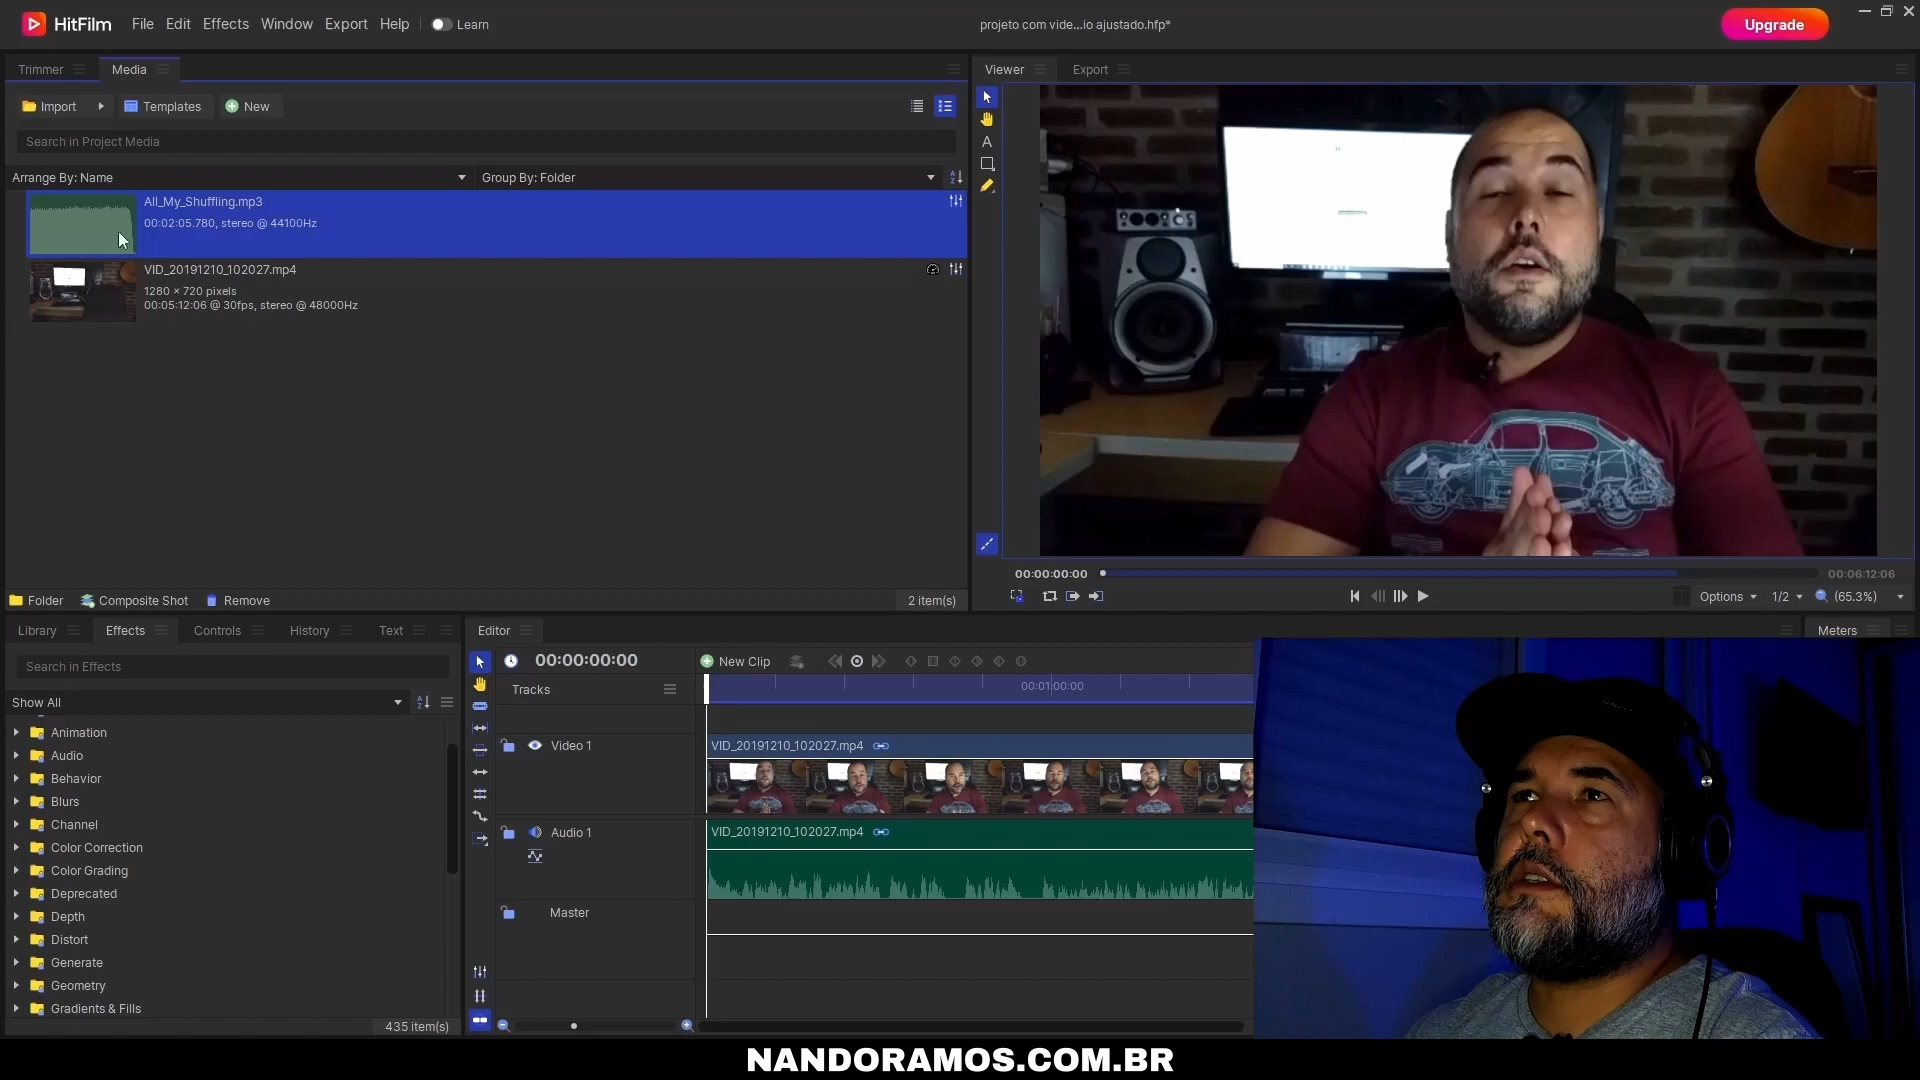 HitFilm File Edit Effects Window Export Help Learn projeto com vide...io ajustado.hfp* Upgrade
Trimmer Media
Viewer Export
Import Templates New
Search in Project Media
Arrange By: Name Group By: Folder
All_My_Shuffling.mp3
00:02:05.780, stereo @ 44100Hz
VID_20191210_102027.mp4
1280 × 720 pixels
00:05:12:06 @ 30fps, stereo @ 48000Hz
A
00:00:00:00 00:06:12:06
Options 1/2 (65.3%)
Folder Composite Shot Remove 2 item(s)
Library Effects Controls History Text
Editor
Meters
Search in Effects
Show All
Animation
Audio
Behavior
Blurs
Channel
Color Correction
Color Grading
Deprecated
Depth
Distort
Generate
Geometry
Gradients & Fills
435 item(s)
00:00:00:00 New Clip
Tracks 00:01:00:00
Video 1 VID_20191210_102027.mp4
Audio 1 VID_20191210_102027.mp4
Master
NANDORAMOS.COM.BR